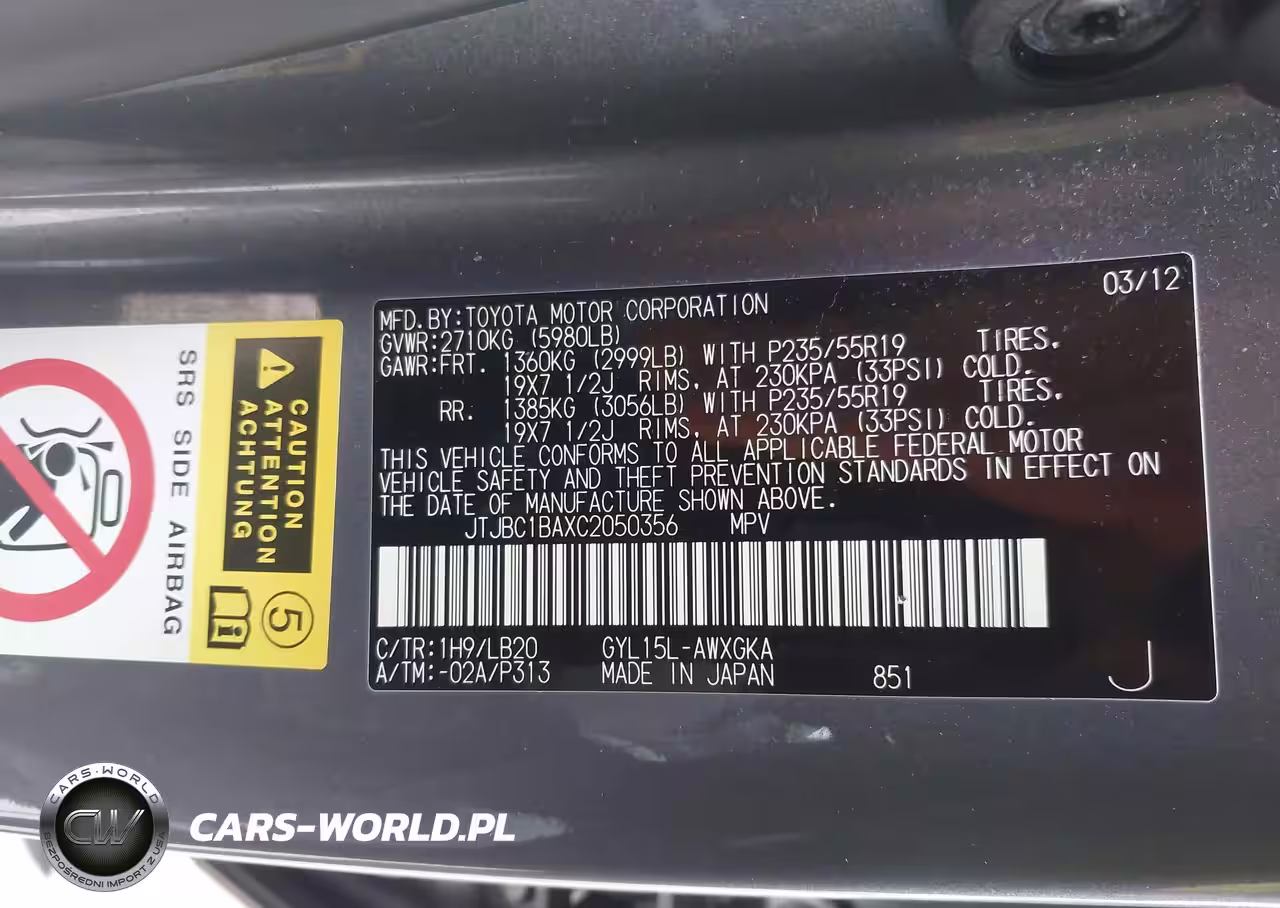 03/12
MFD.BY:TOYOTA MOTOR CORPORATION
GVWR:2710KG (5980LB)
GAWR:FRT. 1360KG (2999LB) WITH P235/55R19 TIRES.
19X7 1/2J RIMS, AT 230KPA (33PSI) COLD.
RR. 1385KG (3056LB) WITH P235/55R19 TIRES.
19X7 1/2J RIMS, AT 230KPA (33PSI) COLD.
THIS VEHICLE CONFORMS TO ALL APPLICABLE FEDERAL MOTOR
VEHICLE SAFETY AND THEFT PREVENTION STANDARDS IN EFFECT ON
THE DATE OF MANUFACTURE SHOWN ABOVE.
JTJBC1BAXC2050356 MPV
C/TR:1H9/LB20 GYL15L-AWXGKA
A/TM:-02A/P313 MADE IN JAPAN 851 J
CAUTION
ATTENTION
ACHTUNG
5
SRS SIDE AIRBAG
CARS-WORLD
CW
BEZPOŚREDNI IMPORT Z USA
CARS-WORLD.PL